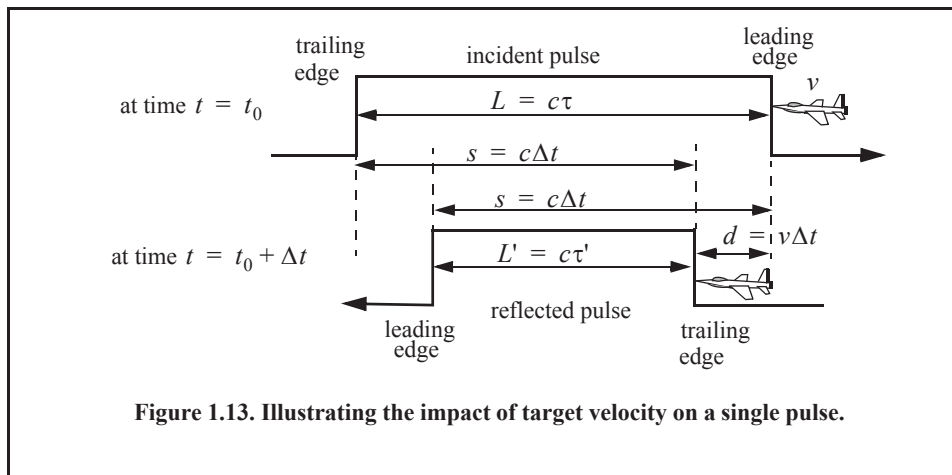 trailing edge
incident pulse
leading edge
v
at time t = t₀
L = cτ
s = cΔt
s = cΔt
d = vΔt
at time t = t₀ + Δt
L' = cτ'
leading edge
reflected pulse
trailing edge
Figure 1.13. Illustrating the impact of target velocity on a single pulse.